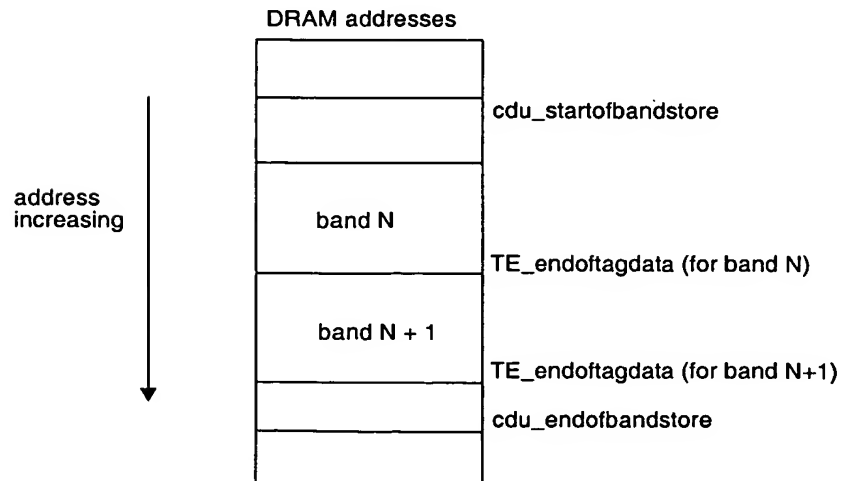 DRAM addresses
cdu_startofbandstore
address
increasing
band N
TE_endoftagdata (for band N)
band N + 1
TE_endoftagdata (for band N+1)
cdu_endofbandstore